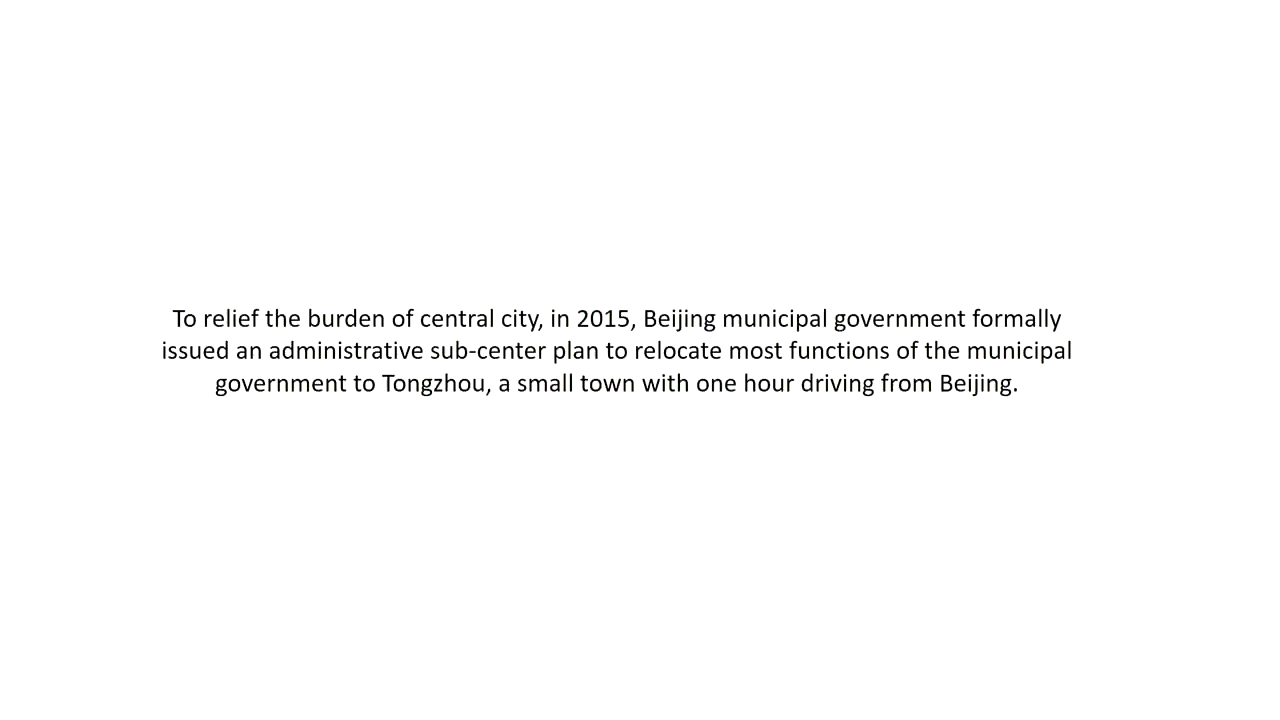 To relief the burden of central city, in 2015, Beijing municipal government formally
issued an administrative sub-center plan to relocate most functions of the municipal
government to Tongzhou, a small town with one hour driving from Beijing.